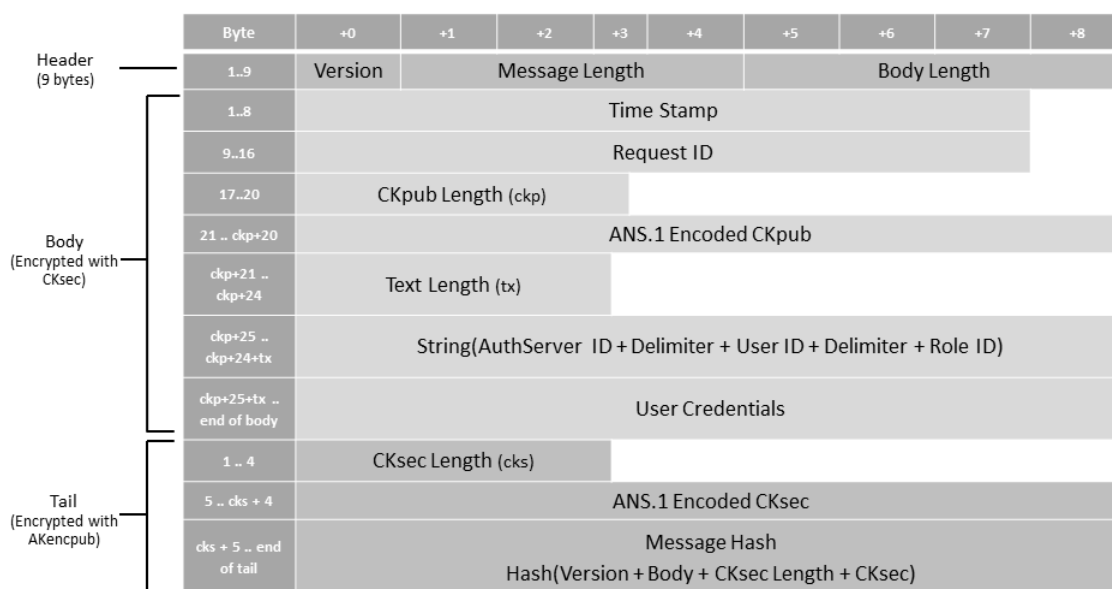 Byte +0 +1 +2 +3 +4 +5 +6 +7 +8
Header
(9 bytes)
1..9 Version Message Length Body Length
1..8 Time Stamp
9..16 Request ID
17..20 CKpub Length (ckp)
21 .. ckp+20 ANS.1 Encoded CKpub
Body
(Encrypted with
CKsec)
ckp+21 ..
ckp+24
Text Length (tx)
ckp+25 ..
ckp+24+tx
String(AuthServer ID + Delimiter + User ID + Delimiter + Role ID)
ckp+25+tx ..
end of body
User Credentials
1 .. 4 CKsec Length (cks)
Tail
(Encrypted with
AKencpub)
5 .. cks + 4 ANS.1 Encoded CKsec
cks + 5 .. end
of tail
Message Hash
Hash(Version + Body + CKsec Length + CKsec)